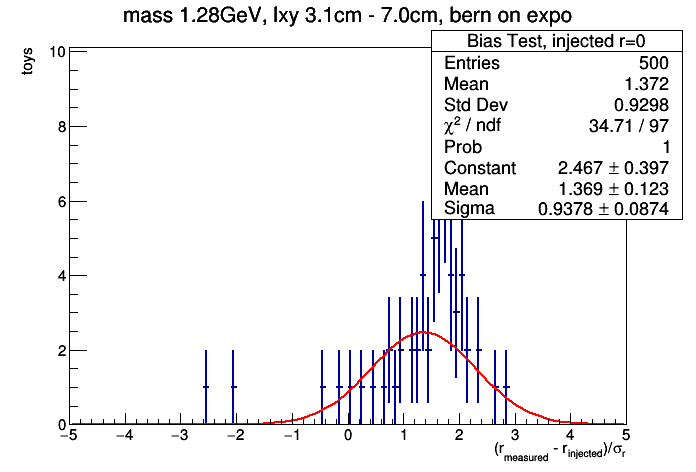 mass 1.28GeV, lxy 3.1cm - 7.0cm, bern on expo
Bias Test, injected r=0
Entries 500
Mean 1.372
Std Dev 0.9298
χ² / ndf 34.71 / 97
Prob 1
Constant 2.467 ± 0.397
Mean 1.369 ± 0.123
Sigma 0.9378 ± 0.0874
toys
10
8
6
4
2
0
−5 −4 −3 −2 −1 0 1 2 3 4 5
(r_measured - r_injected)/σ_r